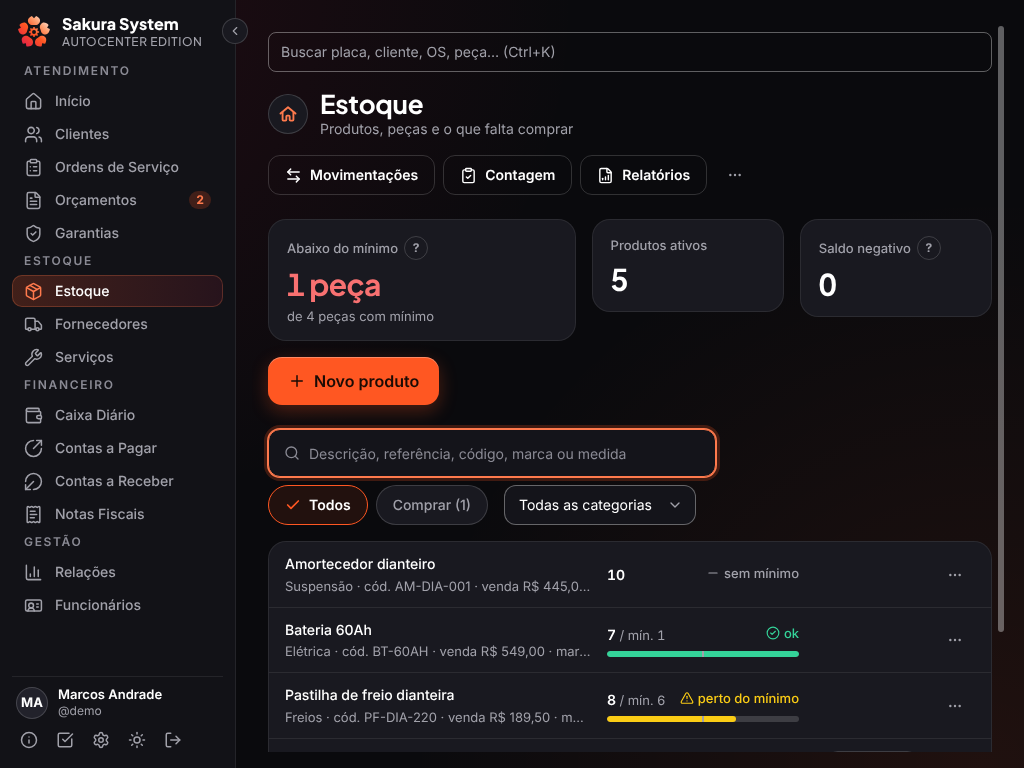 Sakura System
AUTOCENTER EDITION
ATENDIMENTO
Início
Clientes
Ordens de Serviço
Orçamentos 2
Garantias
ESTOQUE
Estoque
Fornecedores
Serviços
FINANCEIRO
Caixa Diário
Contas a Pagar
Contas a Receber
Notas Fiscais
GESTÃO
Relações
Funcionários
MA
Marcos Andrade
@demo
Buscar placa, cliente, OS, peça... (Ctrl+K)
Estoque
Produtos, peças e o que falta comprar
Movimentações
Contagem
Relatórios
...
Abaixo do mínimo ?
1 peça
de 4 peças com mínimo
Produtos ativos
5
Saldo negativo ?
0
+ Novo produto
Descrição, referência, código, marca ou medida
Todos
Comprar (1)
Todas as categorias
Amortecedor dianteiro
Suspensão · cód. AM-DIA-001 · venda R$ 445,0...
10
— sem mínimo
...
Bateria 60Ah
Elétrica · cód. BT-60AH · venda R$ 549,00 · mar...
7 / mín. 1
ok
...
Pastilha de freio dianteira
Freios · cód. PF-DIA-220 · venda R$ 189,50 · m...
8 / mín. 6
perto do mínimo
...